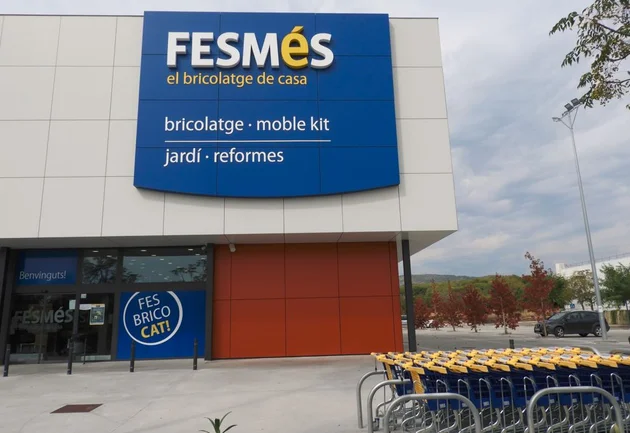 FESMéS
el bricolatge de casa
bricolatge · moble kit
jardí · reformes
Benvinguts!
FESMéS
FES
BRICO
CAT!